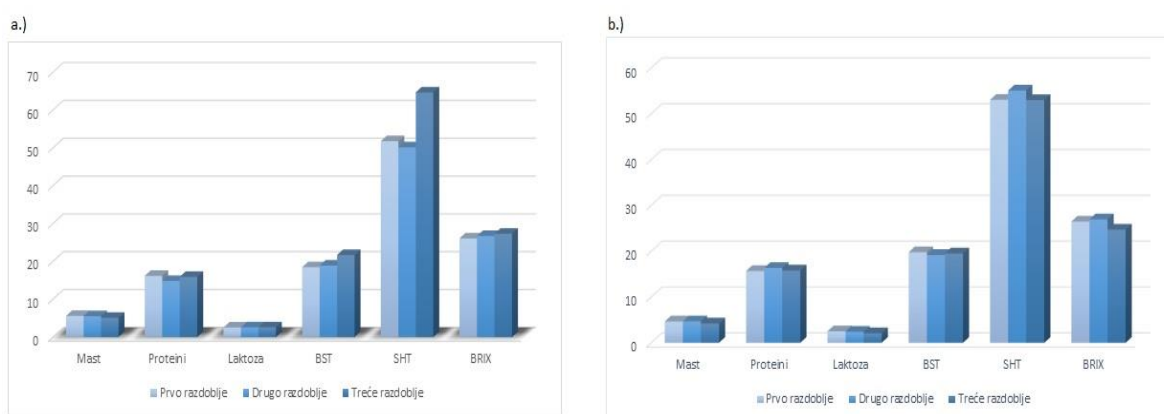 a.)
70
60
50
40
30
20
10
0
Mast Proteini Laktoza BST SHT BRIX
Prvo razdoblje Drugo razdoblje Treće razdoblje
b.)
60
50
40
30
20
10
0
Mast Proteini Laktoza BST SHT BRIX
Prvo razdoblje Drugo razdoblje Treće razdoblje